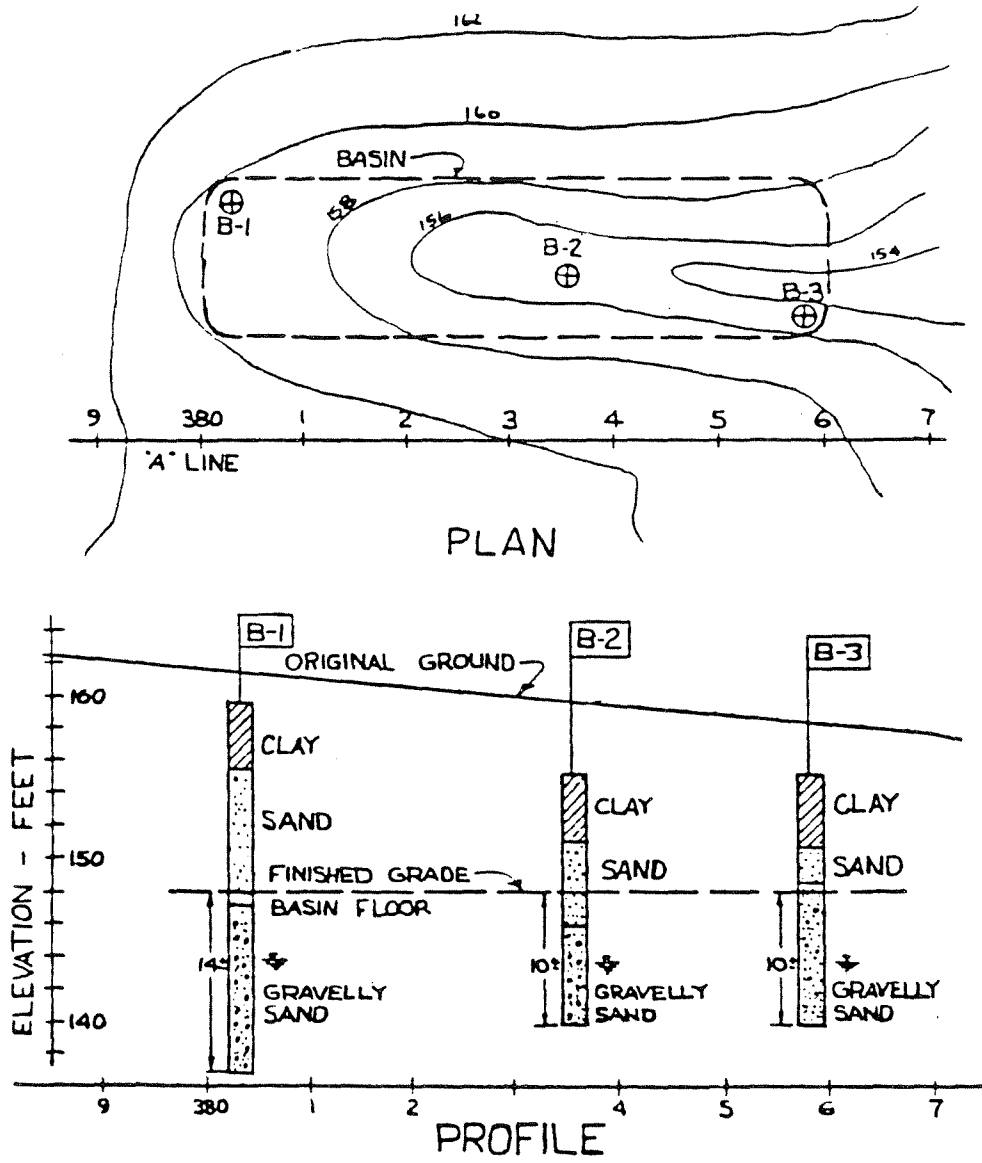 162
160
BASIN
B-1
158
156
B-2
154
B-3
9 380 1 2 3 4 5 6 7
"A" LINE
PLAN
B-1
B-2
B-3
ORIGINAL GROUND
160
CLAY
CLAY
CLAY
SAND
SAND
SAND
150
FINISHED GRADE
BASIN FLOOR
14±
10±
10±
GRAVELLY
SAND
GRAVELLY
SAND
GRAVELLY
SAND
140
ELEVATION - FEET
9 380 1 2 4 5 6 7
PROFILE